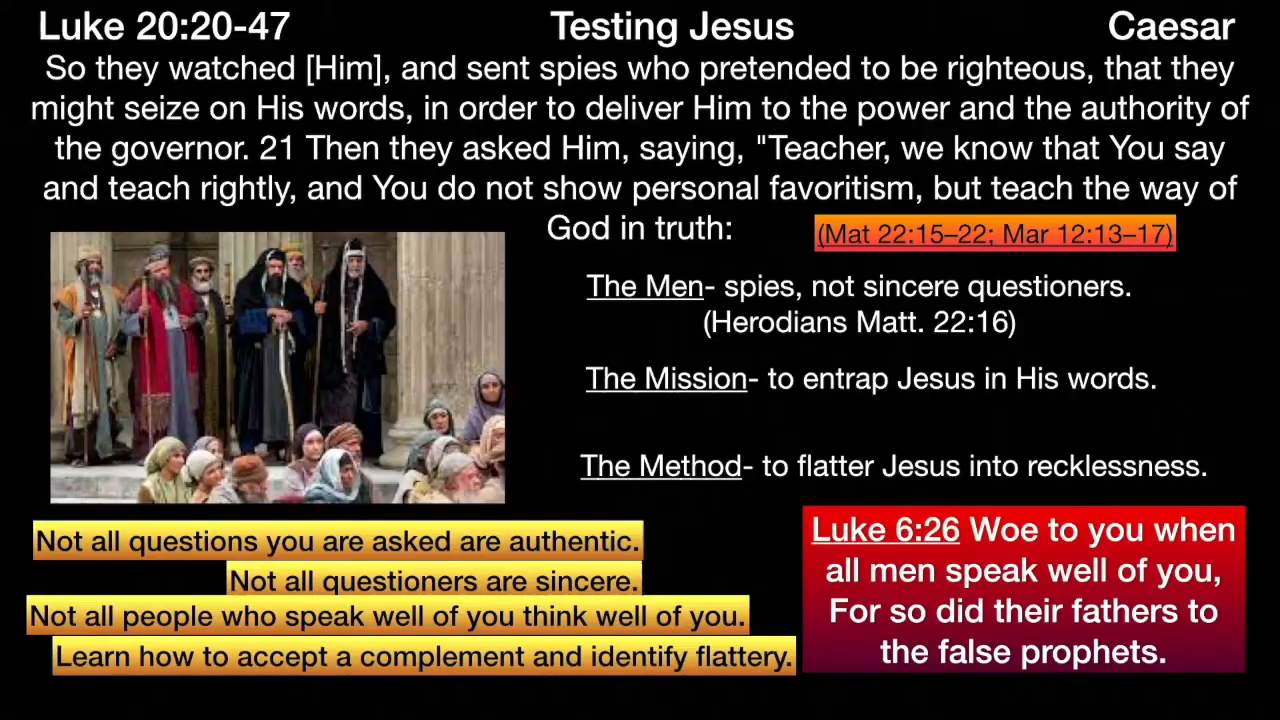 Luke 20:20-47 Testing Jesus Caesar
So they watched [Him], and sent spies who pretended to be righteous, that they
might seize on His words, in order to deliver Him to the power and the authority of
the governor. 21 Then they asked Him, saying, "Teacher, we know that You say
and teach rightly, and You do not show personal favoritism, but teach the way of
God in truth:
(Mat 22:15–22; Mar 12:13–17)
The Men- spies, not sincere questioners.
(Herodians Matt. 22:16)
The Mission- to entrap Jesus in His words.
The Method- to flatter Jesus into recklessness.
Not all questions you are asked are authentic.
Not all questioners are sincere.
Not all people who speak well of you think well of you.
Learn how to accept a complement and identify flattery.
Luke 6:26 Woe to you when
all men speak well of you,
For so did their fathers to
the false prophets.